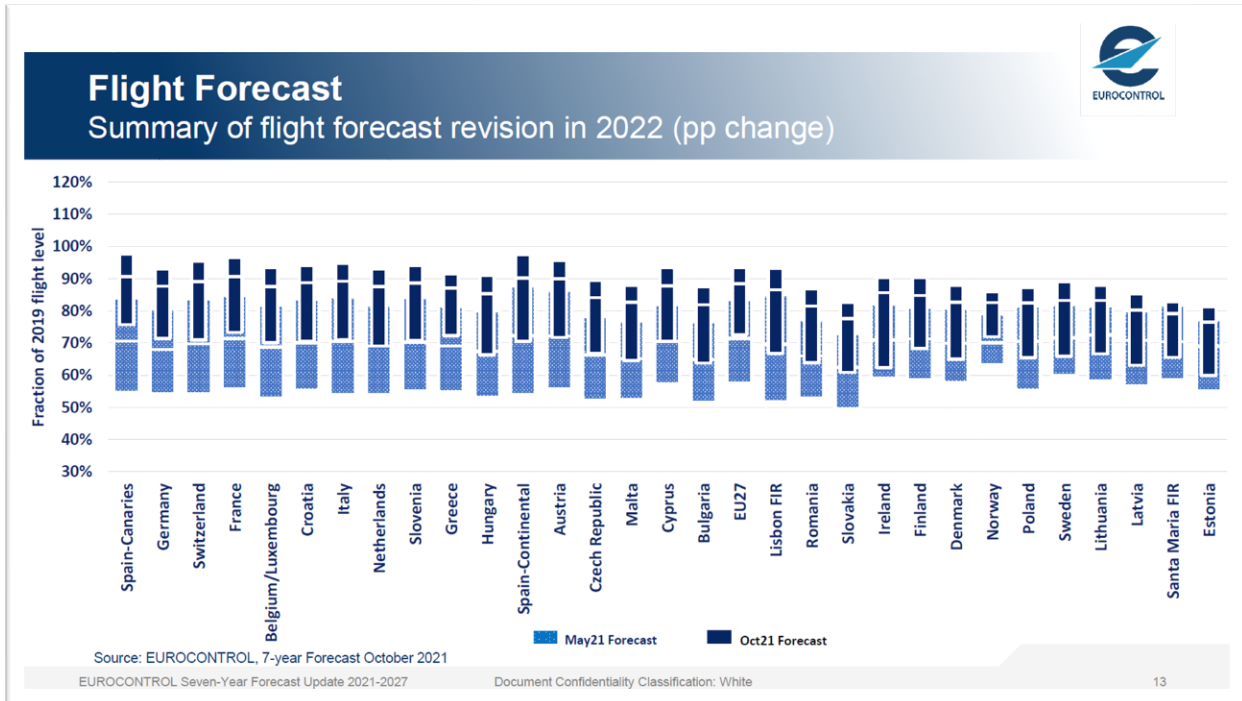 EUROCONTROL
Flight Forecast
Summary of flight forecast revision in 2022 (pp change)
Fraction of 2019 flight level
120%
110%
100%
90%
80%
70%
60%
50%
40%
30%
Spain-Canaries
Germany
Switzerland
France
Belgium/Luxembourg
Croatia
Italy
Netherlands
Slovenia
Greece
Hungary
Spain-Continental
Austria
Czech Republic
Malta
Cyprus
Bulgaria
EU27
Lisbon FIR
Romania
Slovakia
Ireland
Finland
Denmark
Norway
Poland
Sweden
Lithuania
Latvia
Santa Maria FIR
Estonia
May21 Forecast
Oct21 Forecast
Source: EUROCONTROL, 7-year Forecast October 2021
EUROCONTROL Seven-Year Forecast Update 2021-2027
Document Confidentiality Classification: White
13